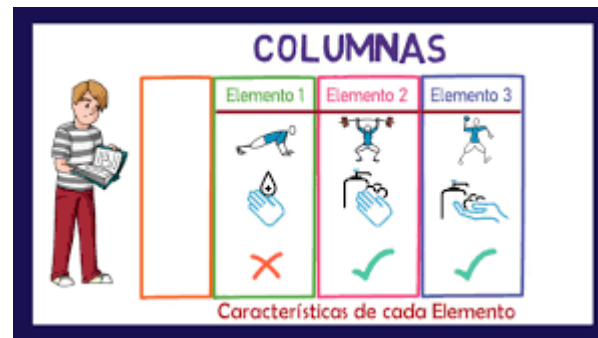 COLUMNAS
Elemento 1 Elemento 2 Elemento 3
Características de cada Elemento